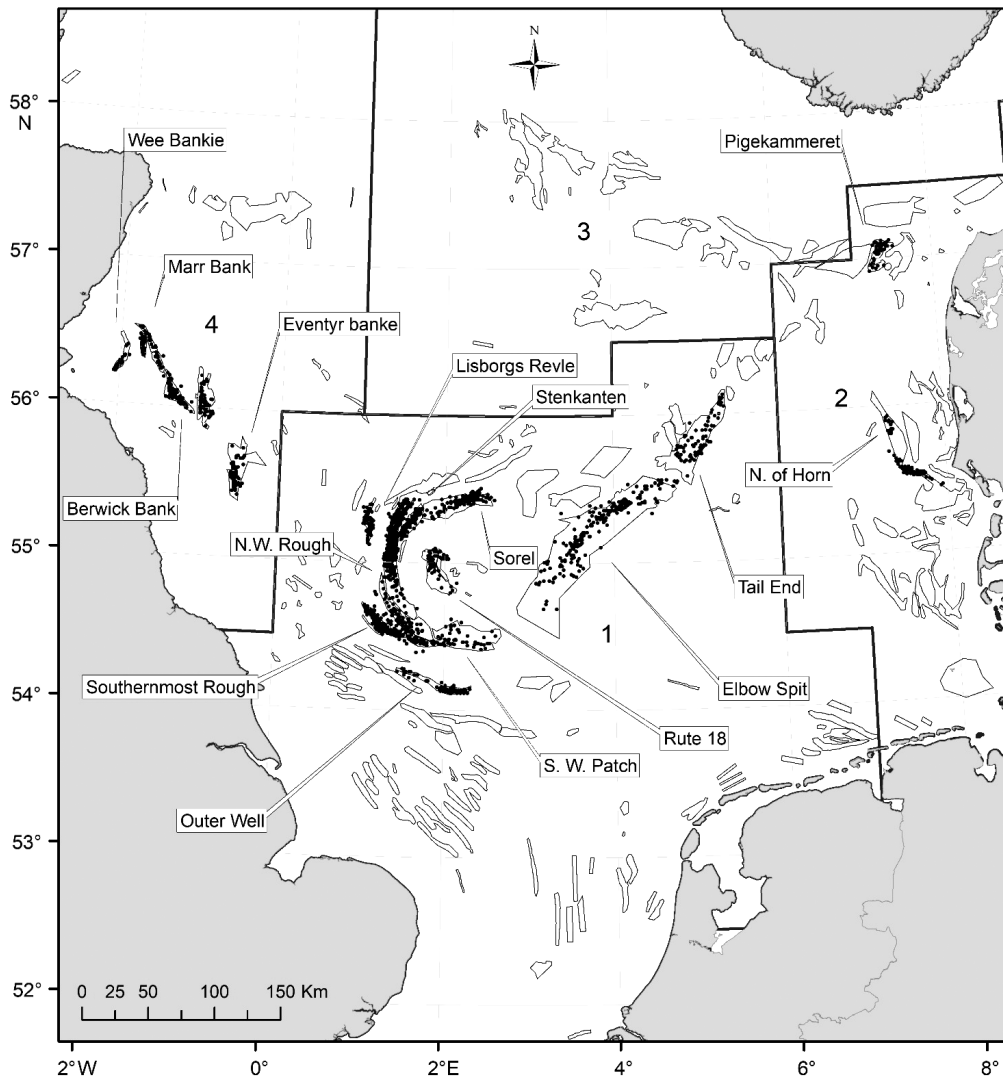 N
58°
N
Wee Bankie
Pigekammeret
57°
3
Marr Bank
4
Eventyr banke
Lisborgs Revle
56°
Stenkanten
2
N. of Horn
Berwick Bank
N.W. Rough
55°
Sorel
Tail End
1
Southernmost Rough
Elbow Spit
54°
Rute 18
S. W. Patch
Outer Well
53°
52°
0 25 50 100 150 Km
2°W 0° 2°E 4° 6° 8°